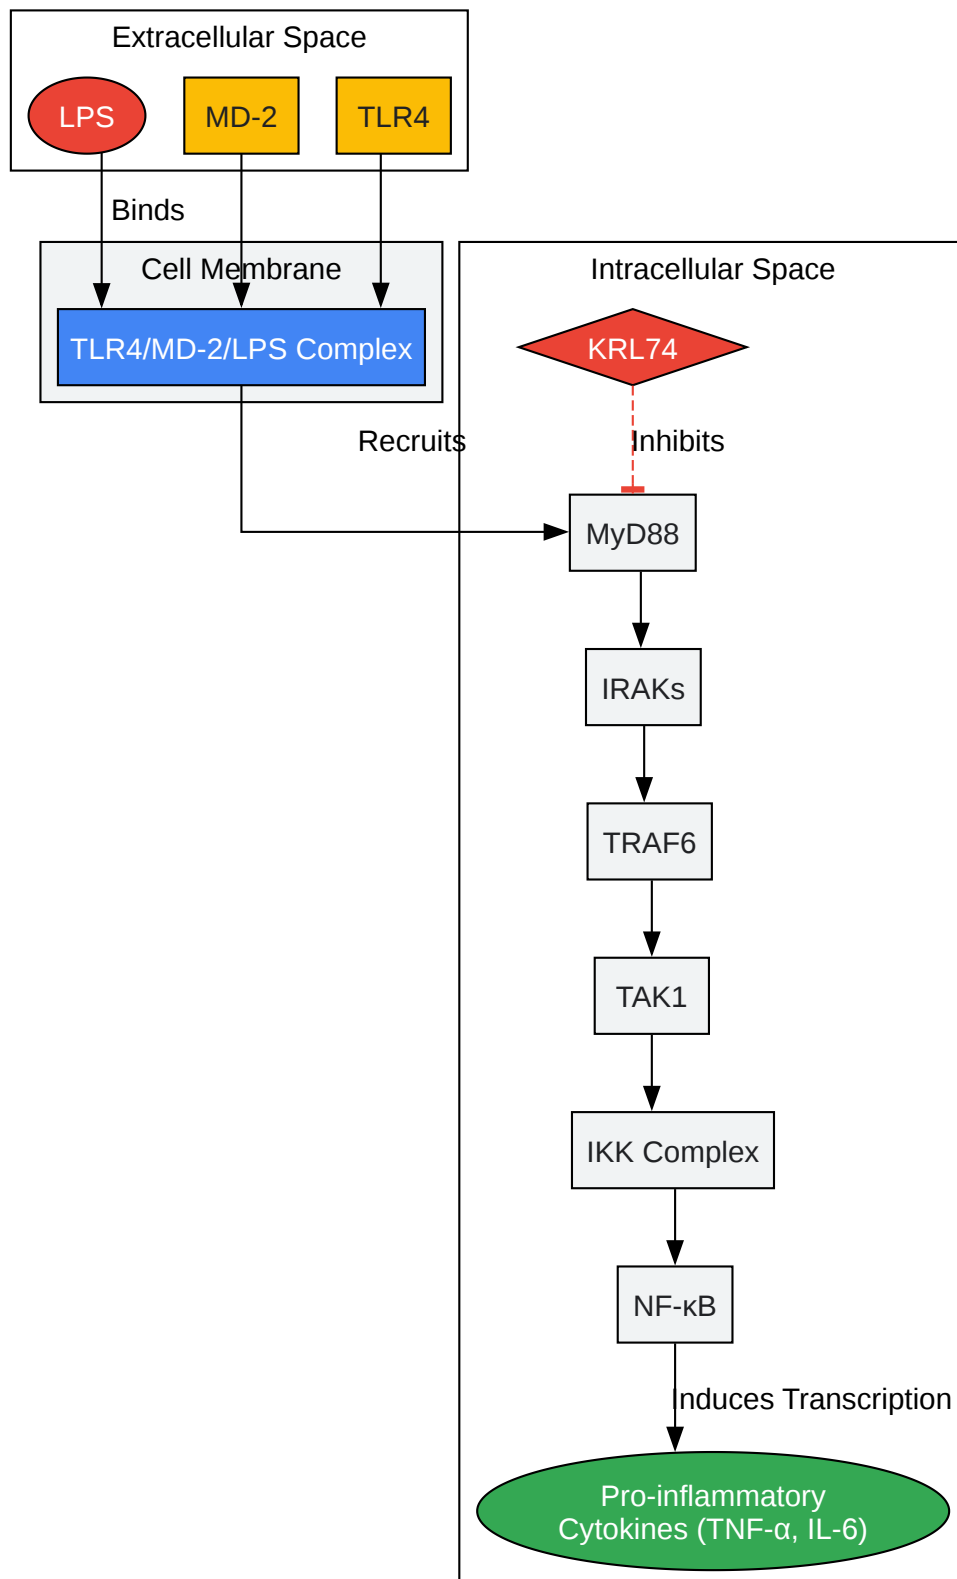 Extracellular Space
LPS
MD-2
TLR4
Binds
Cell Membrane
TLR4/MD-2/LPS Complex
Intracellular Space
KRL74
Recruits
Inhibits
MyD88
IRAKs
TRAF6
TAK1
IKK Complex
NF-κB
Induces Transcription
Pro-inflammatory
Cytokines (TNF-α, IL-6)